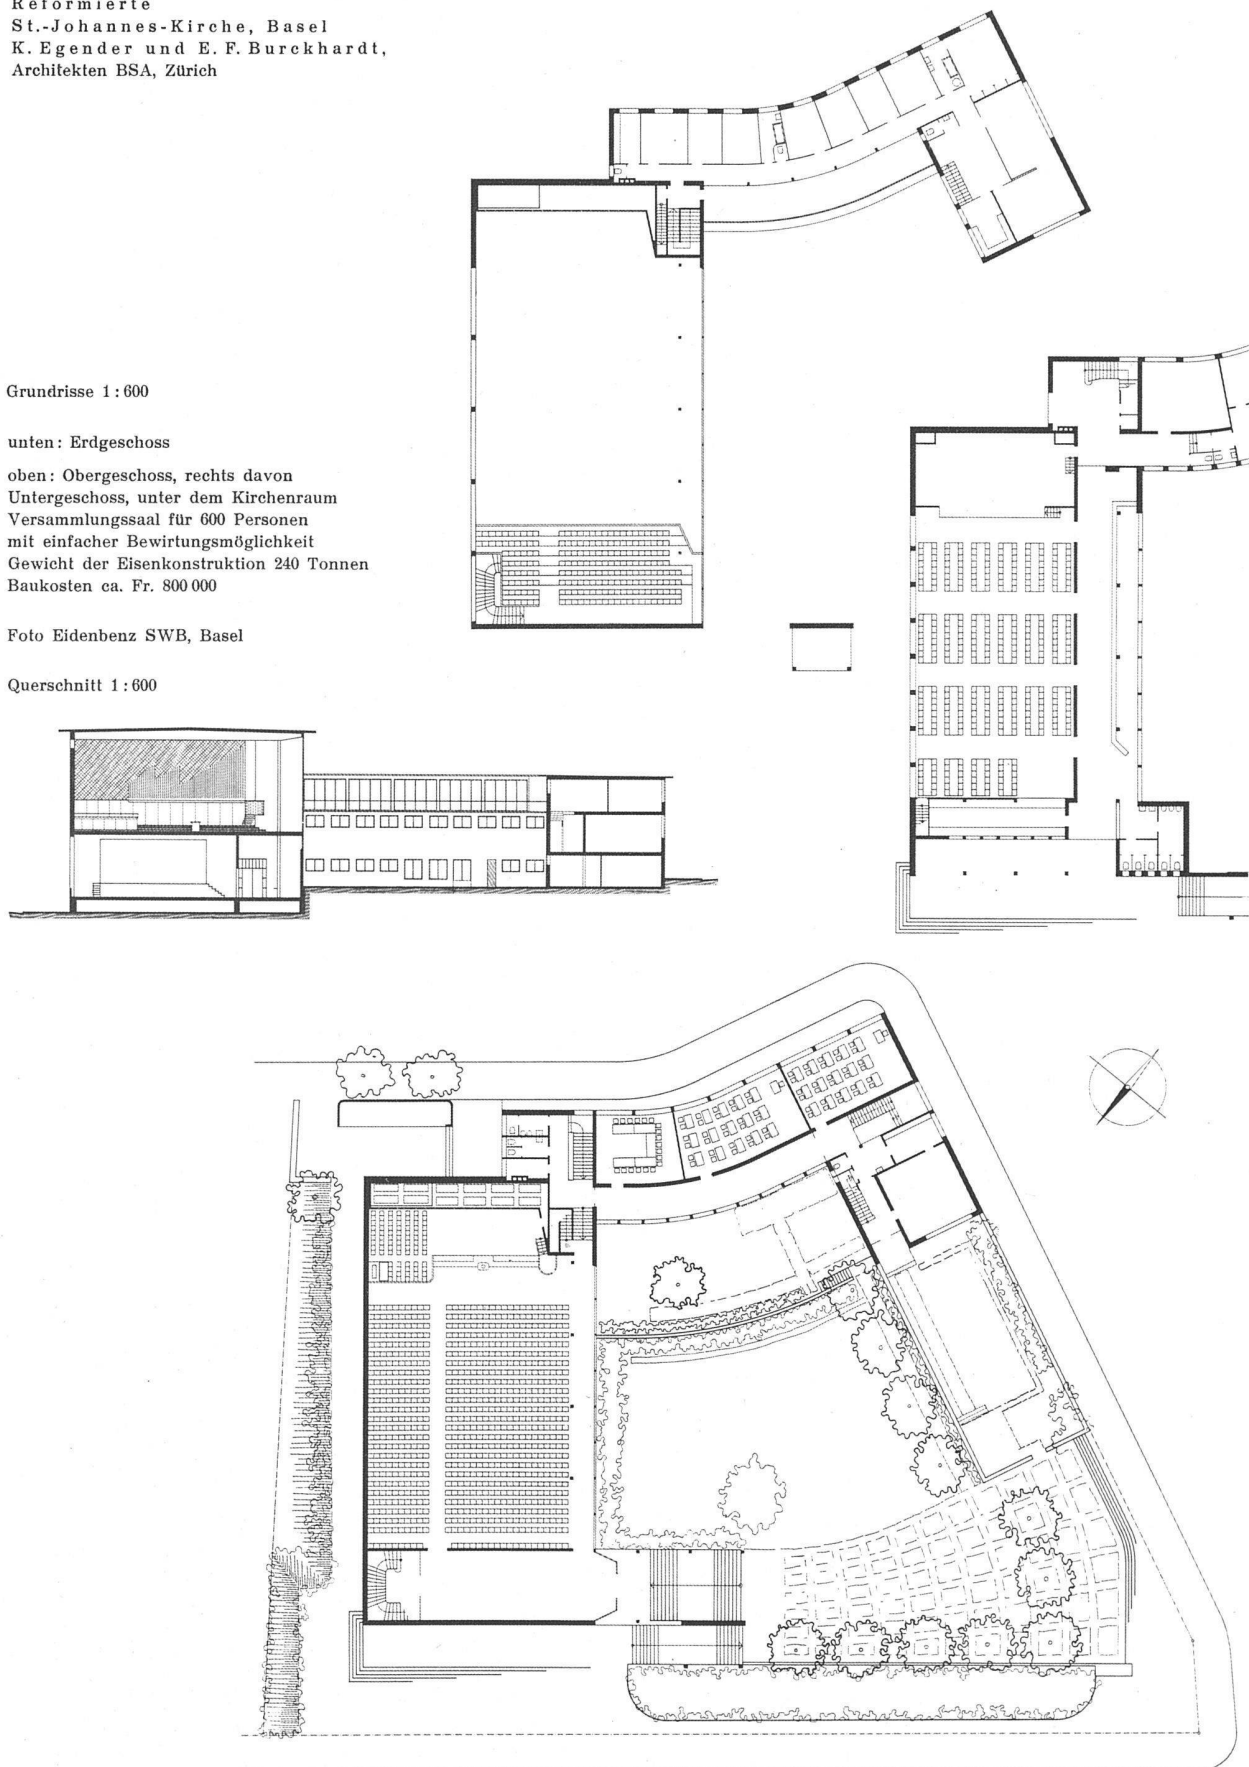 Reformierte
St.-Johannes-Kirche, Basel
K. Egender und E. F. Burckhardt,
Architekten BSA, Zürich
Grundrisse 1 : 600
unten: Erdgeschoss
oben: Obergeschoss, rechts davon
Untergeschoss, unter dem Kirchenraum
Versammlungssaal für 600 Personen
mit einfacher Bewirtungsmöglichkeit
Gewicht der Eisenkonstruktion 240 Tonnen
Baukosten ca. Fr. 800 000
Foto Eidenbenz SWB, Basel
Querschnitt 1 : 600